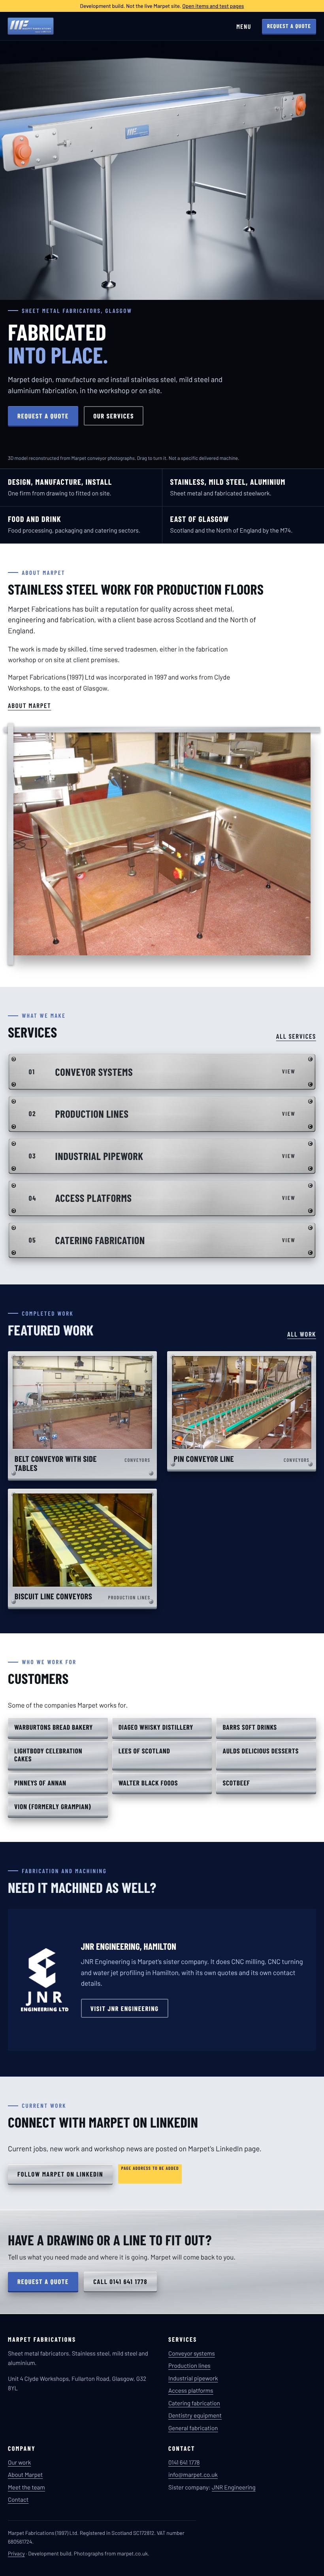 Development build. Not the live Marpet site. Open items and test pages
MENU
REQUEST A QUOTE
SHEET METAL FABRICATORS, GLASGOW
FABRICATED
INTO PLACE.
Marpet design, manufacture and install stainless steel, mild steel and
aluminium fabrication, in the workshop or on site.
REQUEST A QUOTE
OUR SERVICES
3D model reconstructed from Marpet conveyor photographs. Drag to turn it. Not a specific delivered machine.
DESIGN, MANUFACTURE, INSTALL
One firm from drawing to fitted on site.
STAINLESS, MILD STEEL, ALUMINIUM
Sheet metal and fabricated steelwork.
FOOD AND DRINK
Food processing, packaging and catering sectors.
EAST OF GLASGOW
Scotland and the North of England by the M74.
ABOUT MARPET
STAINLESS STEEL WORK FOR PRODUCTION FLOORS
Marpet Fabrications has built a reputation for quality across sheet metal,
engineering and fabrication, with a client base across Scotland and the North of
England.
The work is made by skilled, time served tradesmen, either in the fabrication
workshop or on site at client premises.
Marpet Fabrications (1997) Ltd was incorporated in 1997 and works from Clyde
Workshops, to the east of Glasgow.
ABOUT MARPET
WHAT WE MAKE
SERVICES
ALL SERVICES
01 CONVEYOR SYSTEMS VIEW
02 PRODUCTION LINES VIEW
03 INDUSTRIAL PIPEWORK VIEW
04 ACCESS PLATFORMS VIEW
05 CATERING FABRICATION VIEW
COMPLETED WORK
FEATURED WORK
ALL WORK
BELT CONVEYOR WITH SIDE
TABLES
CONVEYORS
PIN CONVEYOR LINE
CONVEYORS
BISCUIT LINE CONVEYORS
PRODUCTION LINES
WHO WE WORK FOR
CUSTOMERS
Some of the companies Marpet works for.
WARBURTONS BREAD BAKERY
DIAGEO WHISKY DISTILLERY
BARRS SOFT DRINKS
LIGHTBODY CELEBRATION
CAKES
LEES OF SCOTLAND
AULDS DELICIOUS DESSERTS
PINNEYS OF ANNAN
WALTER BLACK FOODS
SCOTBEEF
VION (FORMERLY GRAMPIAN)
FABRICATION AND MACHINING
NEED IT MACHINED AS WELL?
JNR
ENGINEERING LTD
JNR ENGINEERING, HAMILTON
JNR Engineering is Marpet's sister company. It does CNC milling, CNC turning
and water jet profiling in Hamilton, with its own quotes and its own contact
details.
VISIT JNR ENGINEERING
CURRENT WORK
CONNECT WITH MARPET ON LINKEDIN
Current jobs, new work and workshop news are posted on Marpet's LinkedIn page.
FOLLOW MARPET ON LINKEDIN
PAGE ADDRESS TO BE ADDED
HAVE A DRAWING OR A LINE TO FIT OUT?
Tell us what you need made and where it is going. Marpet will come back to you.
REQUEST A QUOTE
CALL 0141 641 1778
MARPET FABRICATIONS
Sheet metal fabricators. Stainless steel, mild steel and
aluminium.
Unit 4 Clyde Workshops, Fullarton Road, Glasgow, G32
8YL
SERVICES
Conveyor systems
Production lines
Industrial pipework
Access platforms
Catering fabrication
Dentistry equipment
General fabrication
COMPANY
Our work
About Marpet
Meet the team
Contact
CONTACT
0141 641 1778
info@marpet.co.uk
Sister company: JNR Engineering
Marpet Fabrications (1997) Ltd. Registered in Scotland SC172812. VAT number
680591724.
Privacy · Development build. Photographs from marpet.co.uk.